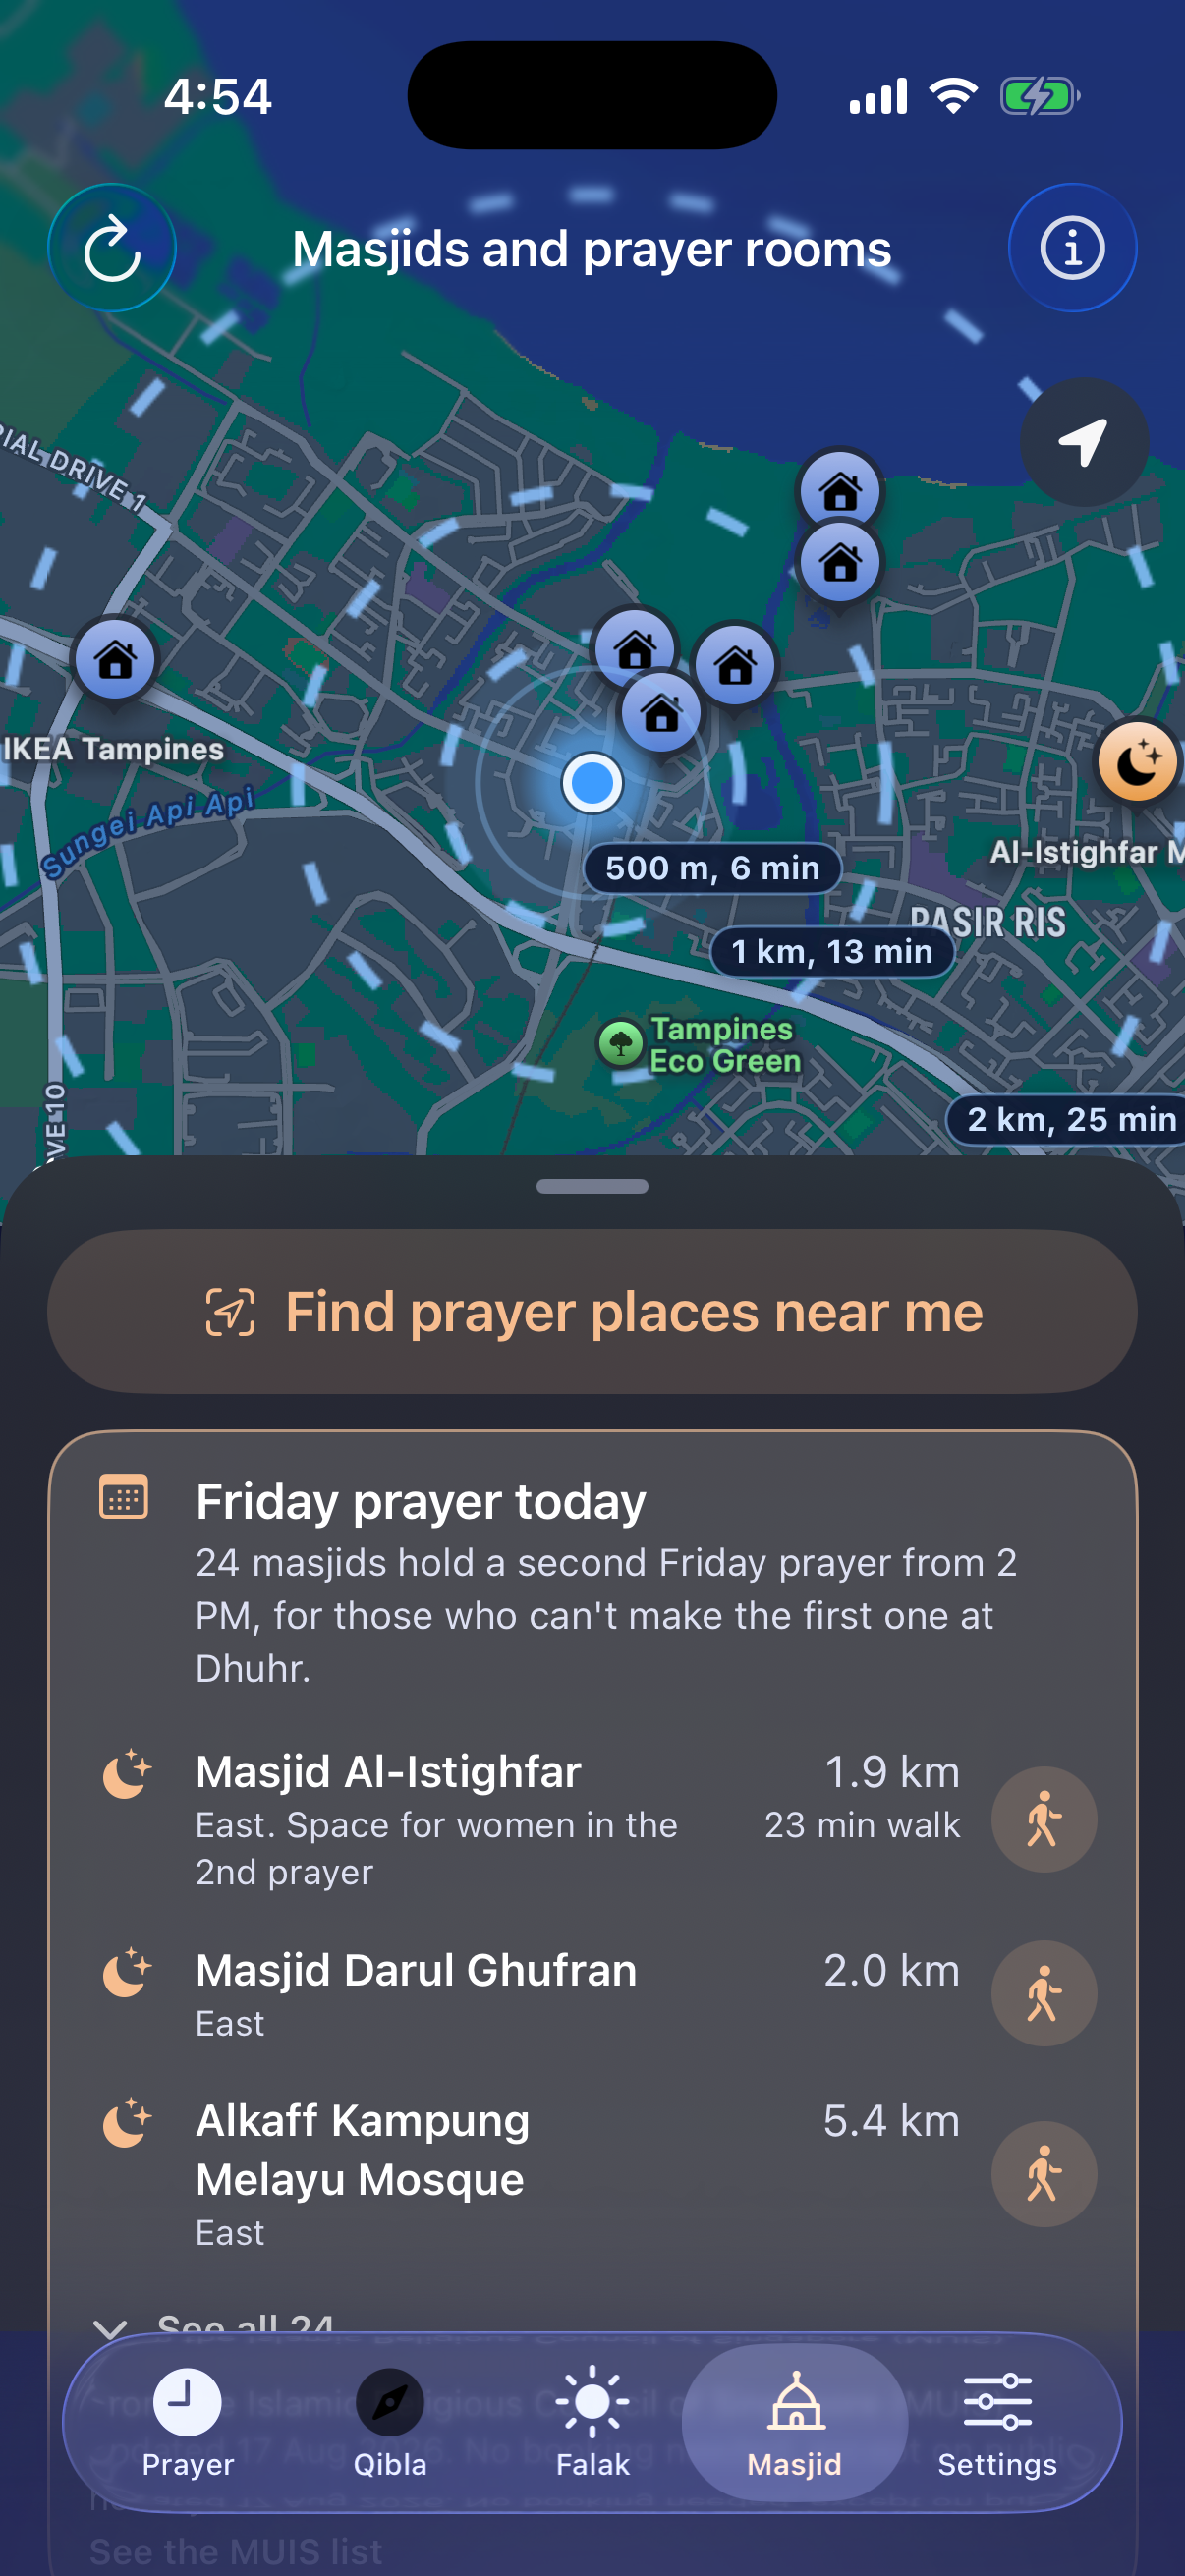 4:54
Masjids and prayer rooms
RIAL DRIVE 1
IKEA Tampines
Sungei Api Api
Al-Istighfar M
500 m, 6 min
PASIR RIS
1 km, 13 min
Tampines
Eco Green
VE 10
2 km, 25 min
Find prayer places near me
Friday prayer today
24 masjids hold a second Friday prayer from 2
PM, for those who can't make the first one at
Dhuhr.
Masjid Al-Istighfar
1.9 km
East. Space for women in the
2nd prayer
23 min walk
Masjid Darul Ghufran
2.0 km
East
Alkaff Kampung
Melayu Mosque
5.4 km
East
See all 24
Prayer
Qibla
Falak
Masjid
Settings
See the MUIS list